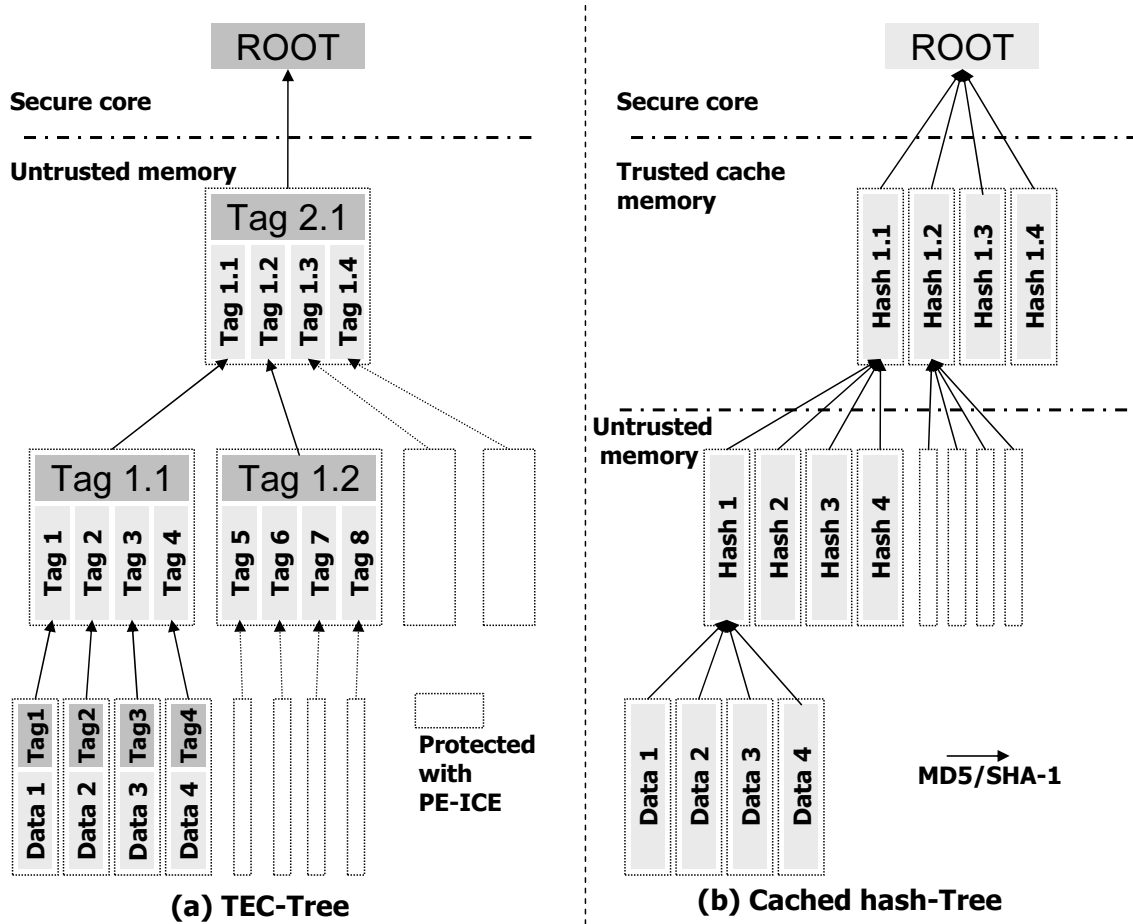 ROOT
Secure core
Untrusted memory
Tag 2.1
Tag 1.1
Tag 1.2
Tag 1.3
Tag 1.4
Tag 1.1
Tag 1.2
Tag 1
Tag 2
Tag 3
Tag 4
Tag 5
Tag 6
Tag 7
Tag 8
Tag1
Tag2
Tag3
Tag4
Data 1
Data 2
Data 3
Data 4
Protected
with
PE-ICE
(a) TEC-Tree
ROOT
Secure core
Trusted cache
memory
Hash 1.1
Hash 1.2
Hash 1.3
Hash 1.4
Untrusted
memory
Hash 1
Hash 2
Hash 3
Hash 4
Data 1
Data 2
Data 3
Data 4
MD5/SHA-1
(b) Cached hash-Tree